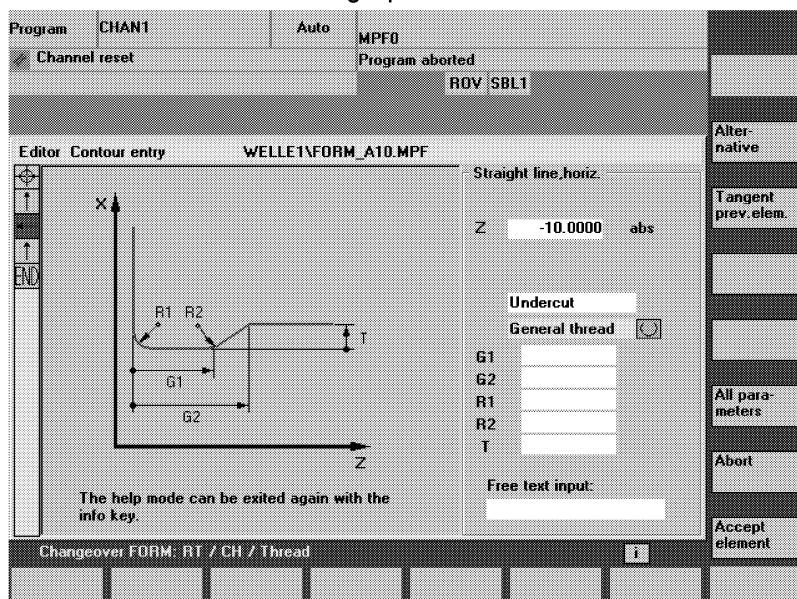 Program
CHAN1
Auto
MPF0
Channel reset
Program aborted
ROV SBL1
Alter-
native
Editor Contour entry
WELLE1\FORM_A10.MPF
Straight line,horiz.
Tangent
prev.elem.
X
Z -10.0000 abs
END
Undercut
R1 R2
General thread
T
G1
G1
G2
G2
R1
R2
T
All para-
meters
Z
Abort
Free text input:
The help mode can be exited again with the
info key.
Accept
element
Changeover FORM: RT / CH / Thread
i